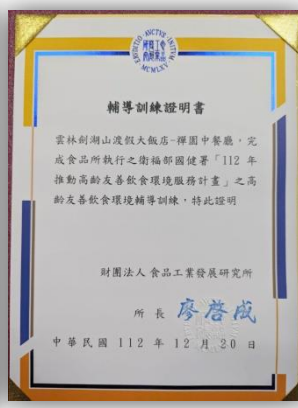 輔導訓練證明書
雲林劍湖山渡假大飯店-禪園中餐廳，完
成食品所執行之衛福部國健署「112 年
推動高齡友善飲食環境服務計畫」之高
齡友善飲食環境輔導訓練，特此證明
財團法人 食品工業發展研究所
所 長 廖啓成
中 華 民 國 112 年 12 月 20 日